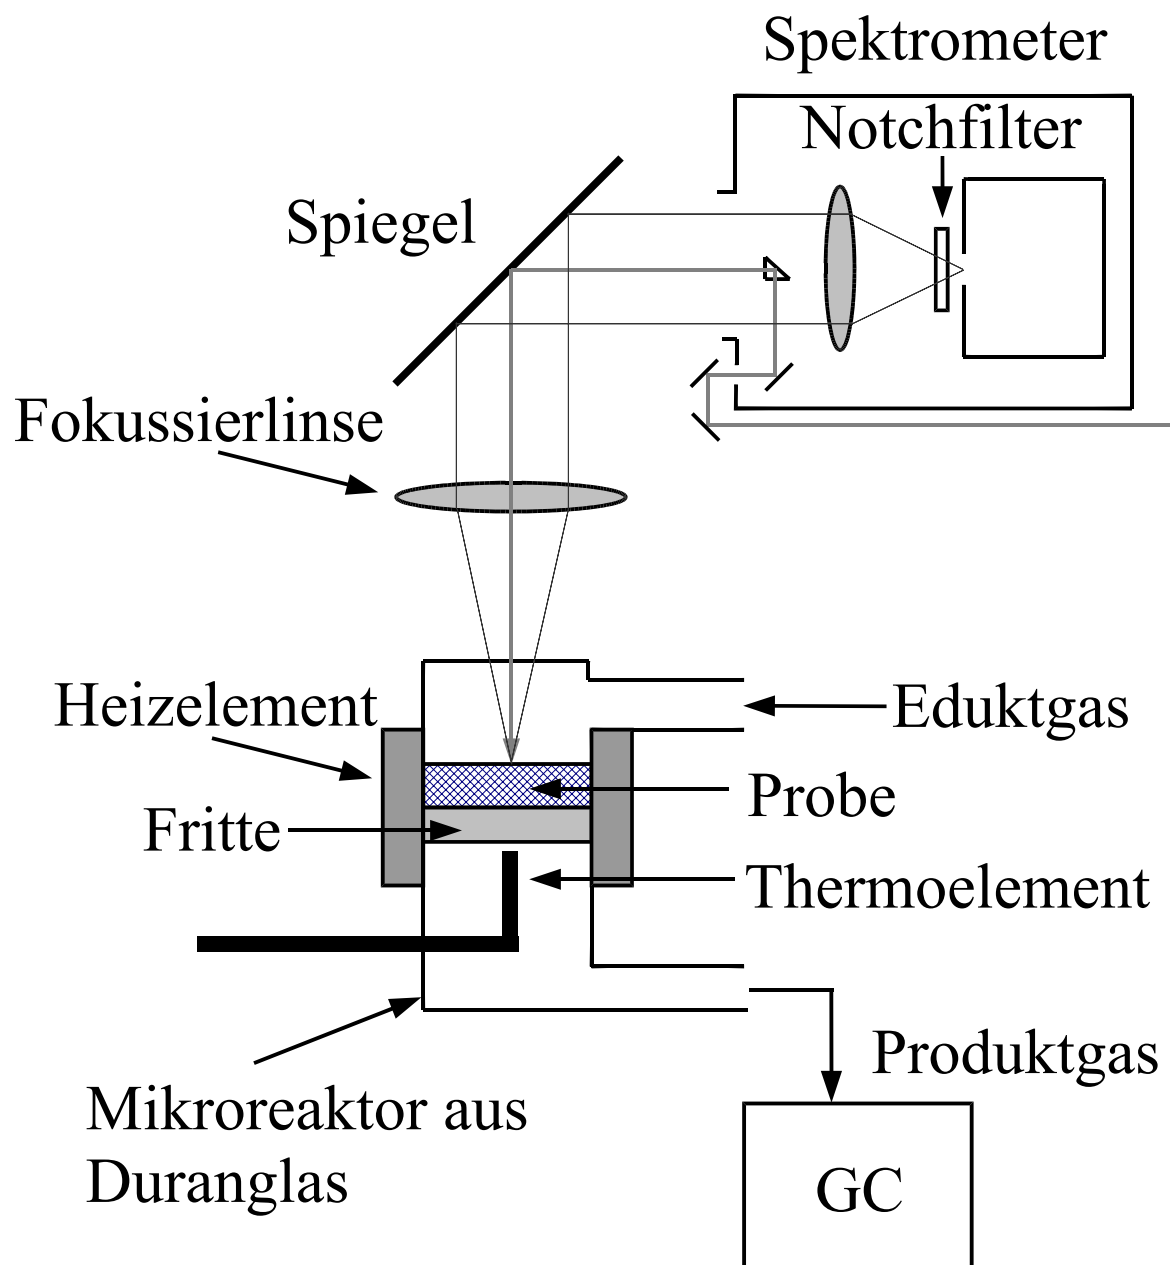 Spektrometer
Notchfilter
Spiegel
Fokussierlinse
Heizelement
Eduktgas
Probe
Fritte
Thermoelement
Produktgas
Mikroreaktor aus
Duranglas
GC